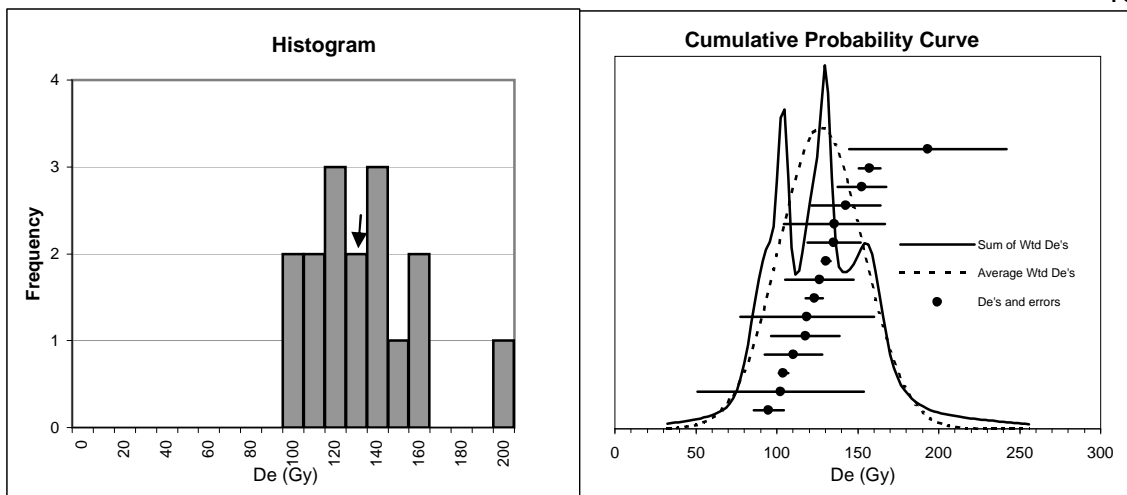 Histogram
4
3
2
1
0
Frequency
0 20 40 60 80 100 120 140 160 200
De (Gy)
Cumulative Probability Curve
Sum of Wtd De's
Average Wtd De's
De's and errors
0 50 100 150 200 250 300
De (Gy)